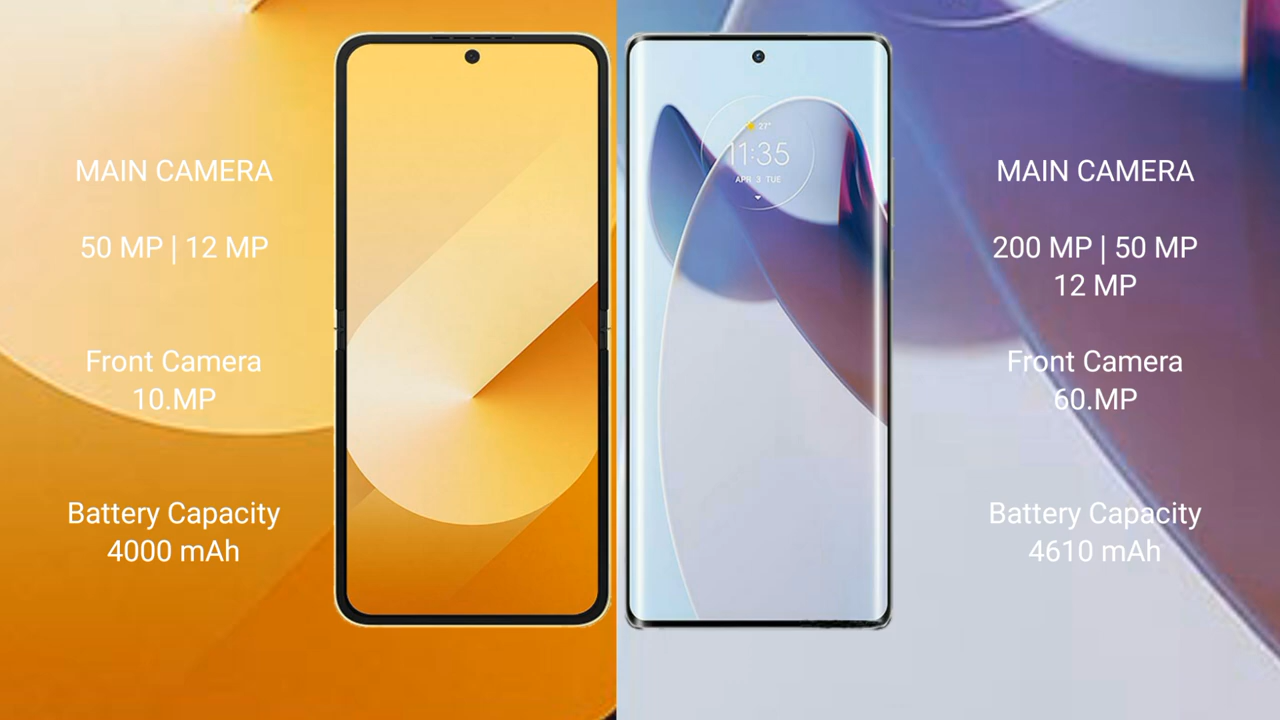 MAIN CAMERA
50 MP | 12 MP
Front Camera
10.MP
Battery Capacity
4000 mAh
27°
11:35
APR 3 TUE
MAIN CAMERA
200 MP | 50 MP
12 MP
Front Camera
60.MP
Battery Capacity
4610 mAh